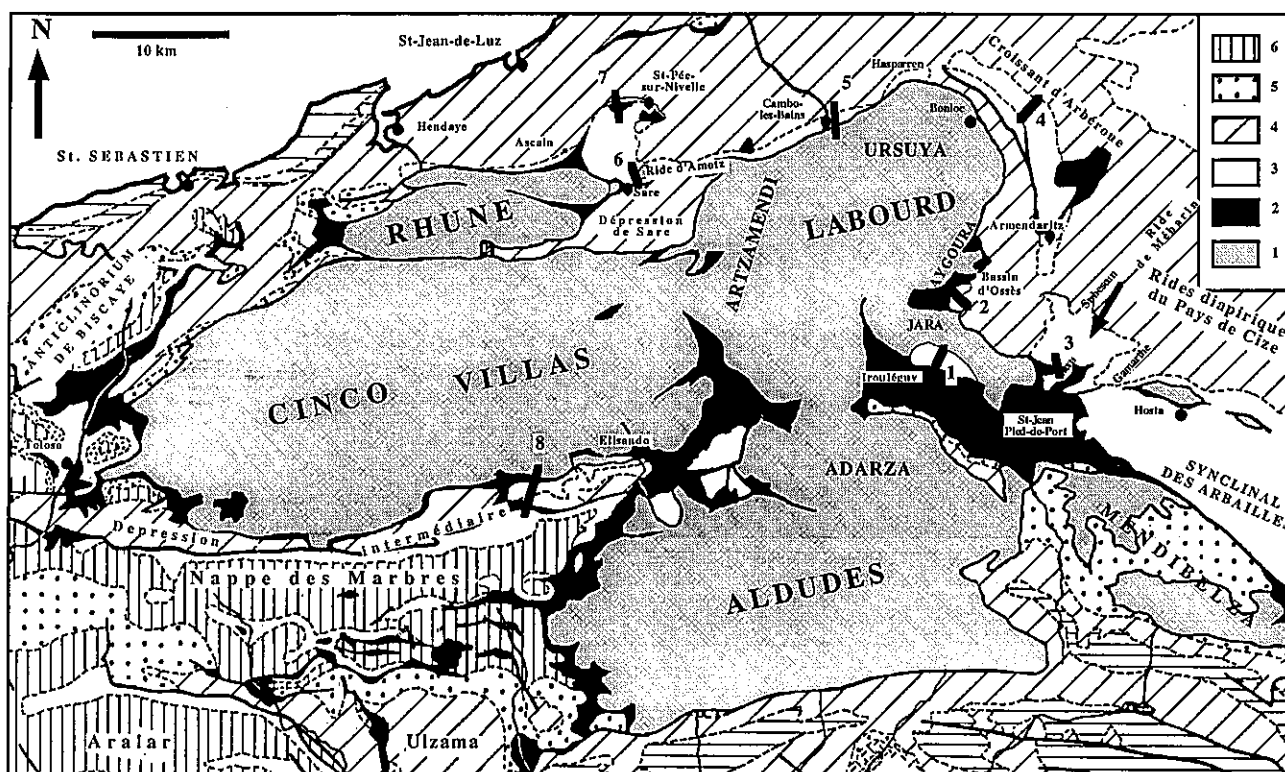 N
10 km
St-Jean-de-Luz
Hendaye
St. SEBASTIEN
7
St-Pée-
sur-Nivelle
Ascain
6
Ride d'Amotz
Sare
Dépression
de Sare
Cambo-
les-Bains
5
Hasparren
Bonloc
Croissant d'Arbéroue
4
URSUYA
LABOURD
ARTZAMENDI
RHUNE
Armendaritz
Ride
de Méharin
BAYGOURA
Bassin
d'Ossès
2
Rides diapiriques
du Pays de Cize
ANTICLINORIUM
DE BISCAYE
JARA
1
3
Gamarthe
Irouléguy
St-Jean
Pied-de-Port
Hosta
CINCO VILLAS
Tolosa
8
Elisondo
ADARZA
SYNCLINAL
DES ARBAILLES
Dépression
Intermédiaire
Nappe des Marbres
ALDUDES
MENDIBELZA
Aralar
Ulzama
6
5
4
3
2
1